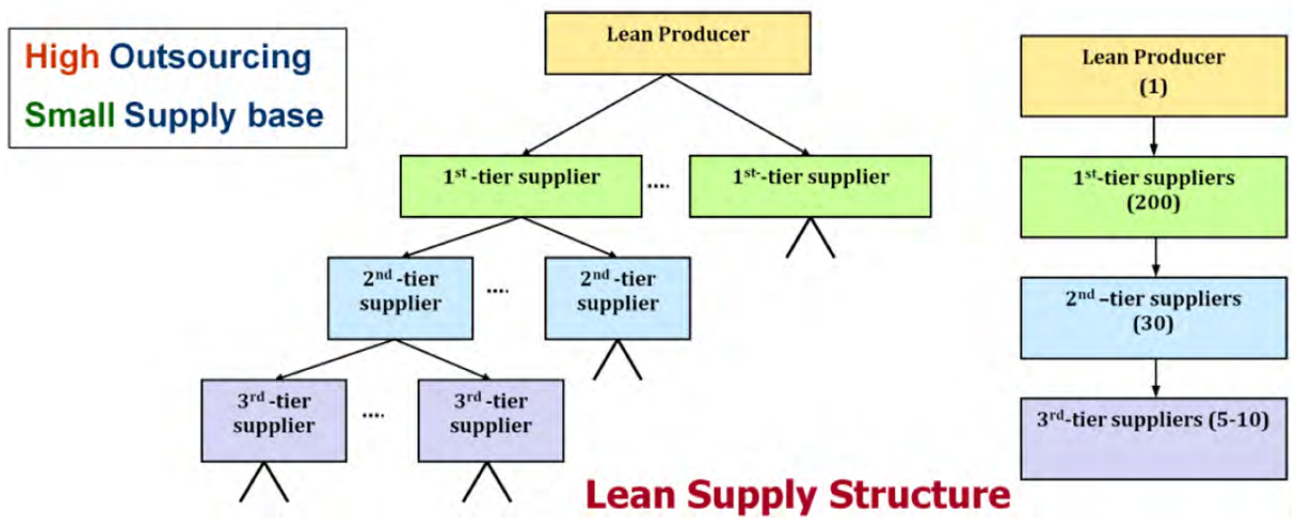 High Outsourcing
Small Supply base
Lean Producer
1st -tier supplier
....
1st--tier supplier
2nd -tier
supplier
....
2nd -tier
supplier
3rd -tier
supplier
....
3rd -tier
supplier
Lean Producer
(1)
1st-tier suppliers
(200)
2nd –tier suppliers
(30)
3rd-tier suppliers (5-10)
Lean Supply Structure